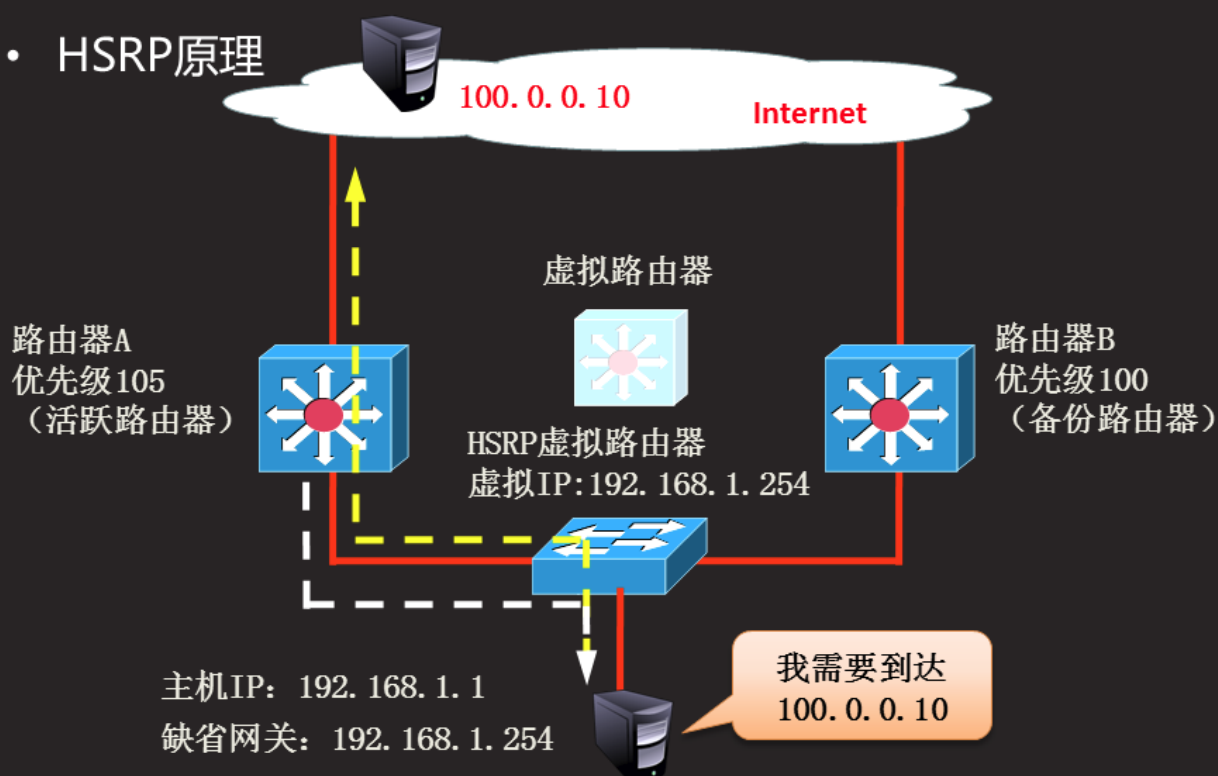 • HSRP原理
100.0.0.10
Internet
虚拟路由器
路由器A
优先级105
（活跃路由器）
路由器B
优先级100
（备份路由器）
HSRP虚拟路由器
虚拟IP:192.168.1.254
主机IP：192.168.1.1
缺省网关：192.168.1.254
我需要到达
100.0.0.10